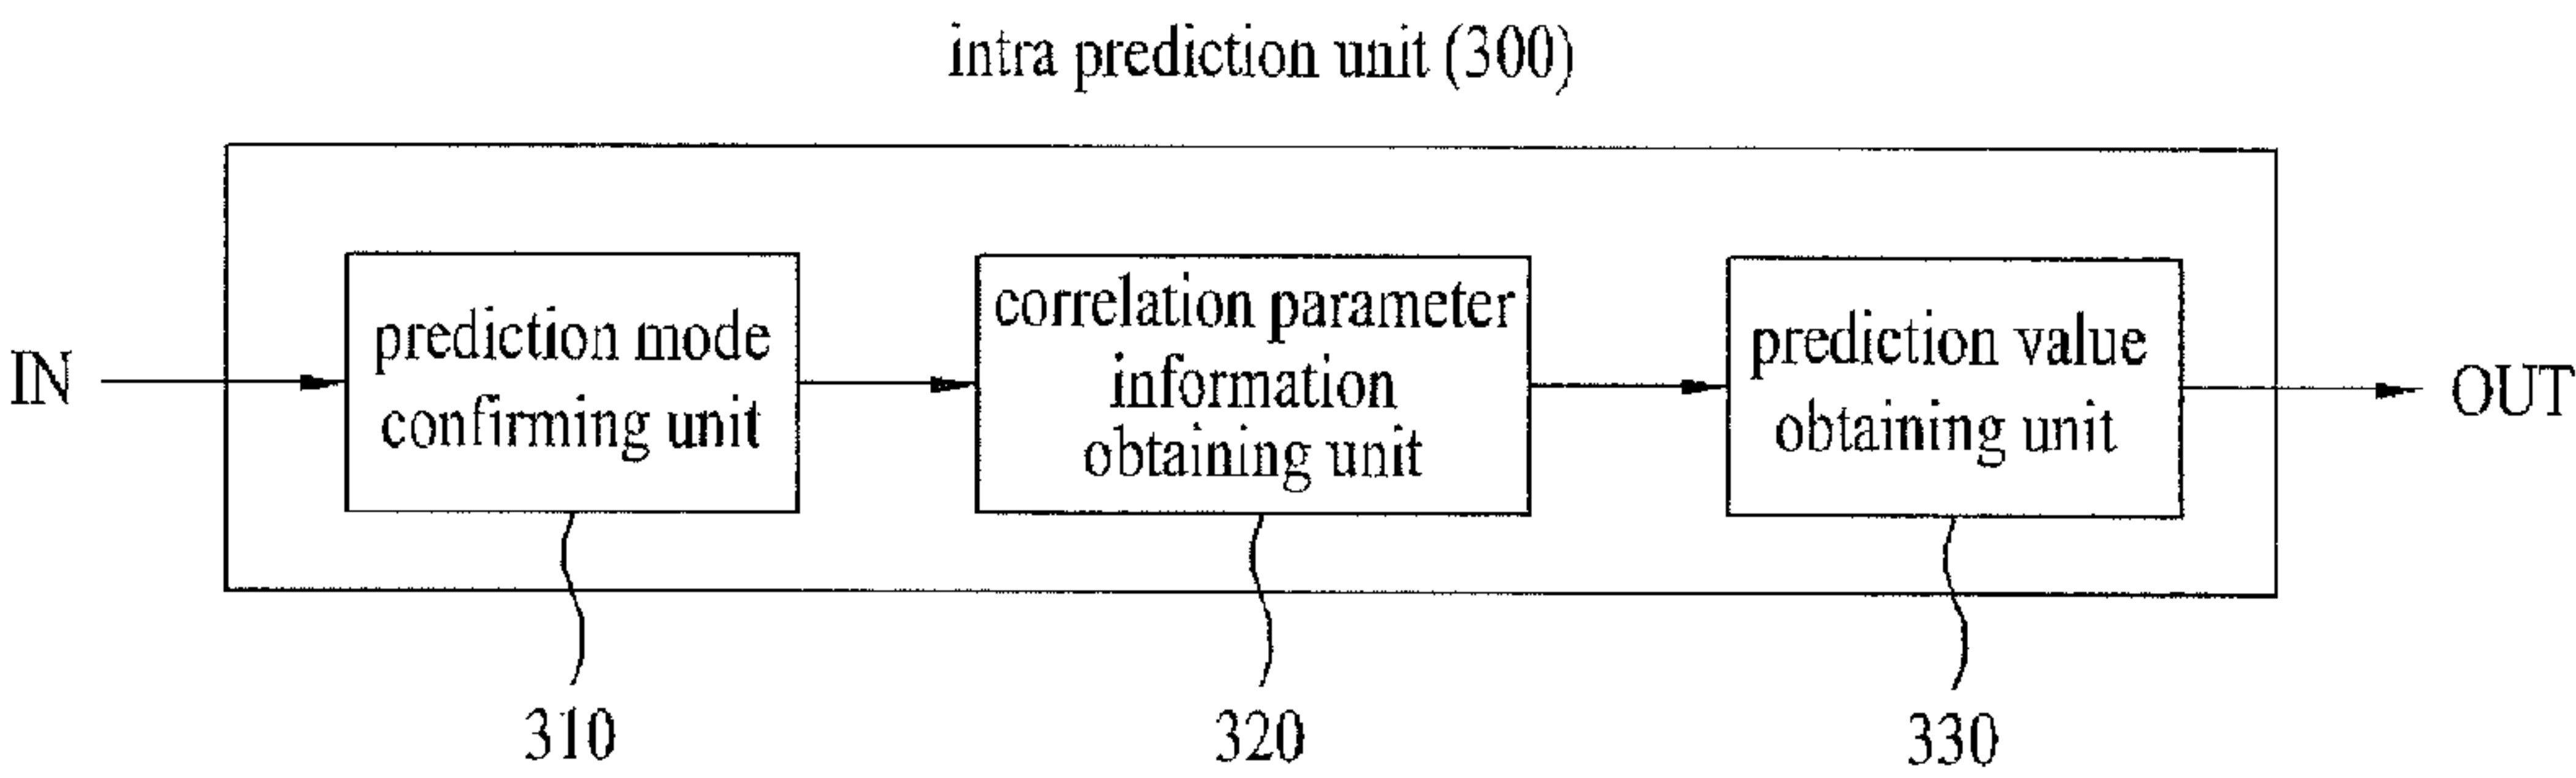 intra prediction unit (300)
IN
prediction mode
confirming unit
correlation parameter
information
obtaining unit
prediction value
obtaining unit
OUT
310
320
330